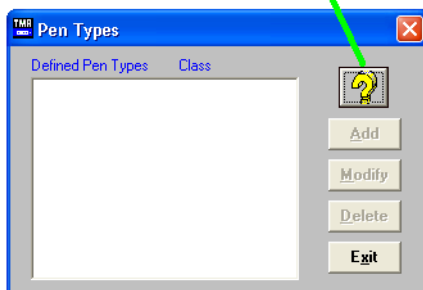 TMR Pen Types
Defined Pen Types Class
Add
Modify
Delete
Exit